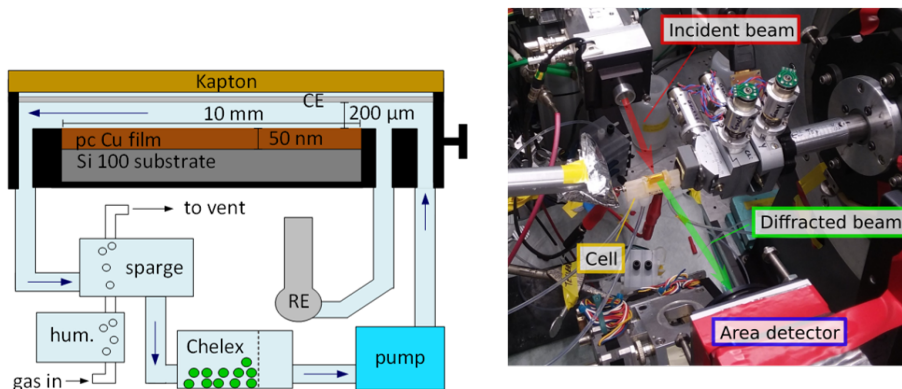 Kapton
CE
10 mm
200 μm
pc Cu film
50 nm
Si 100 substrate
to vent
sparge
RE
hum.
Chelex
pump
gas in
Incident beam
Diffracted beam
Cell
Area detector